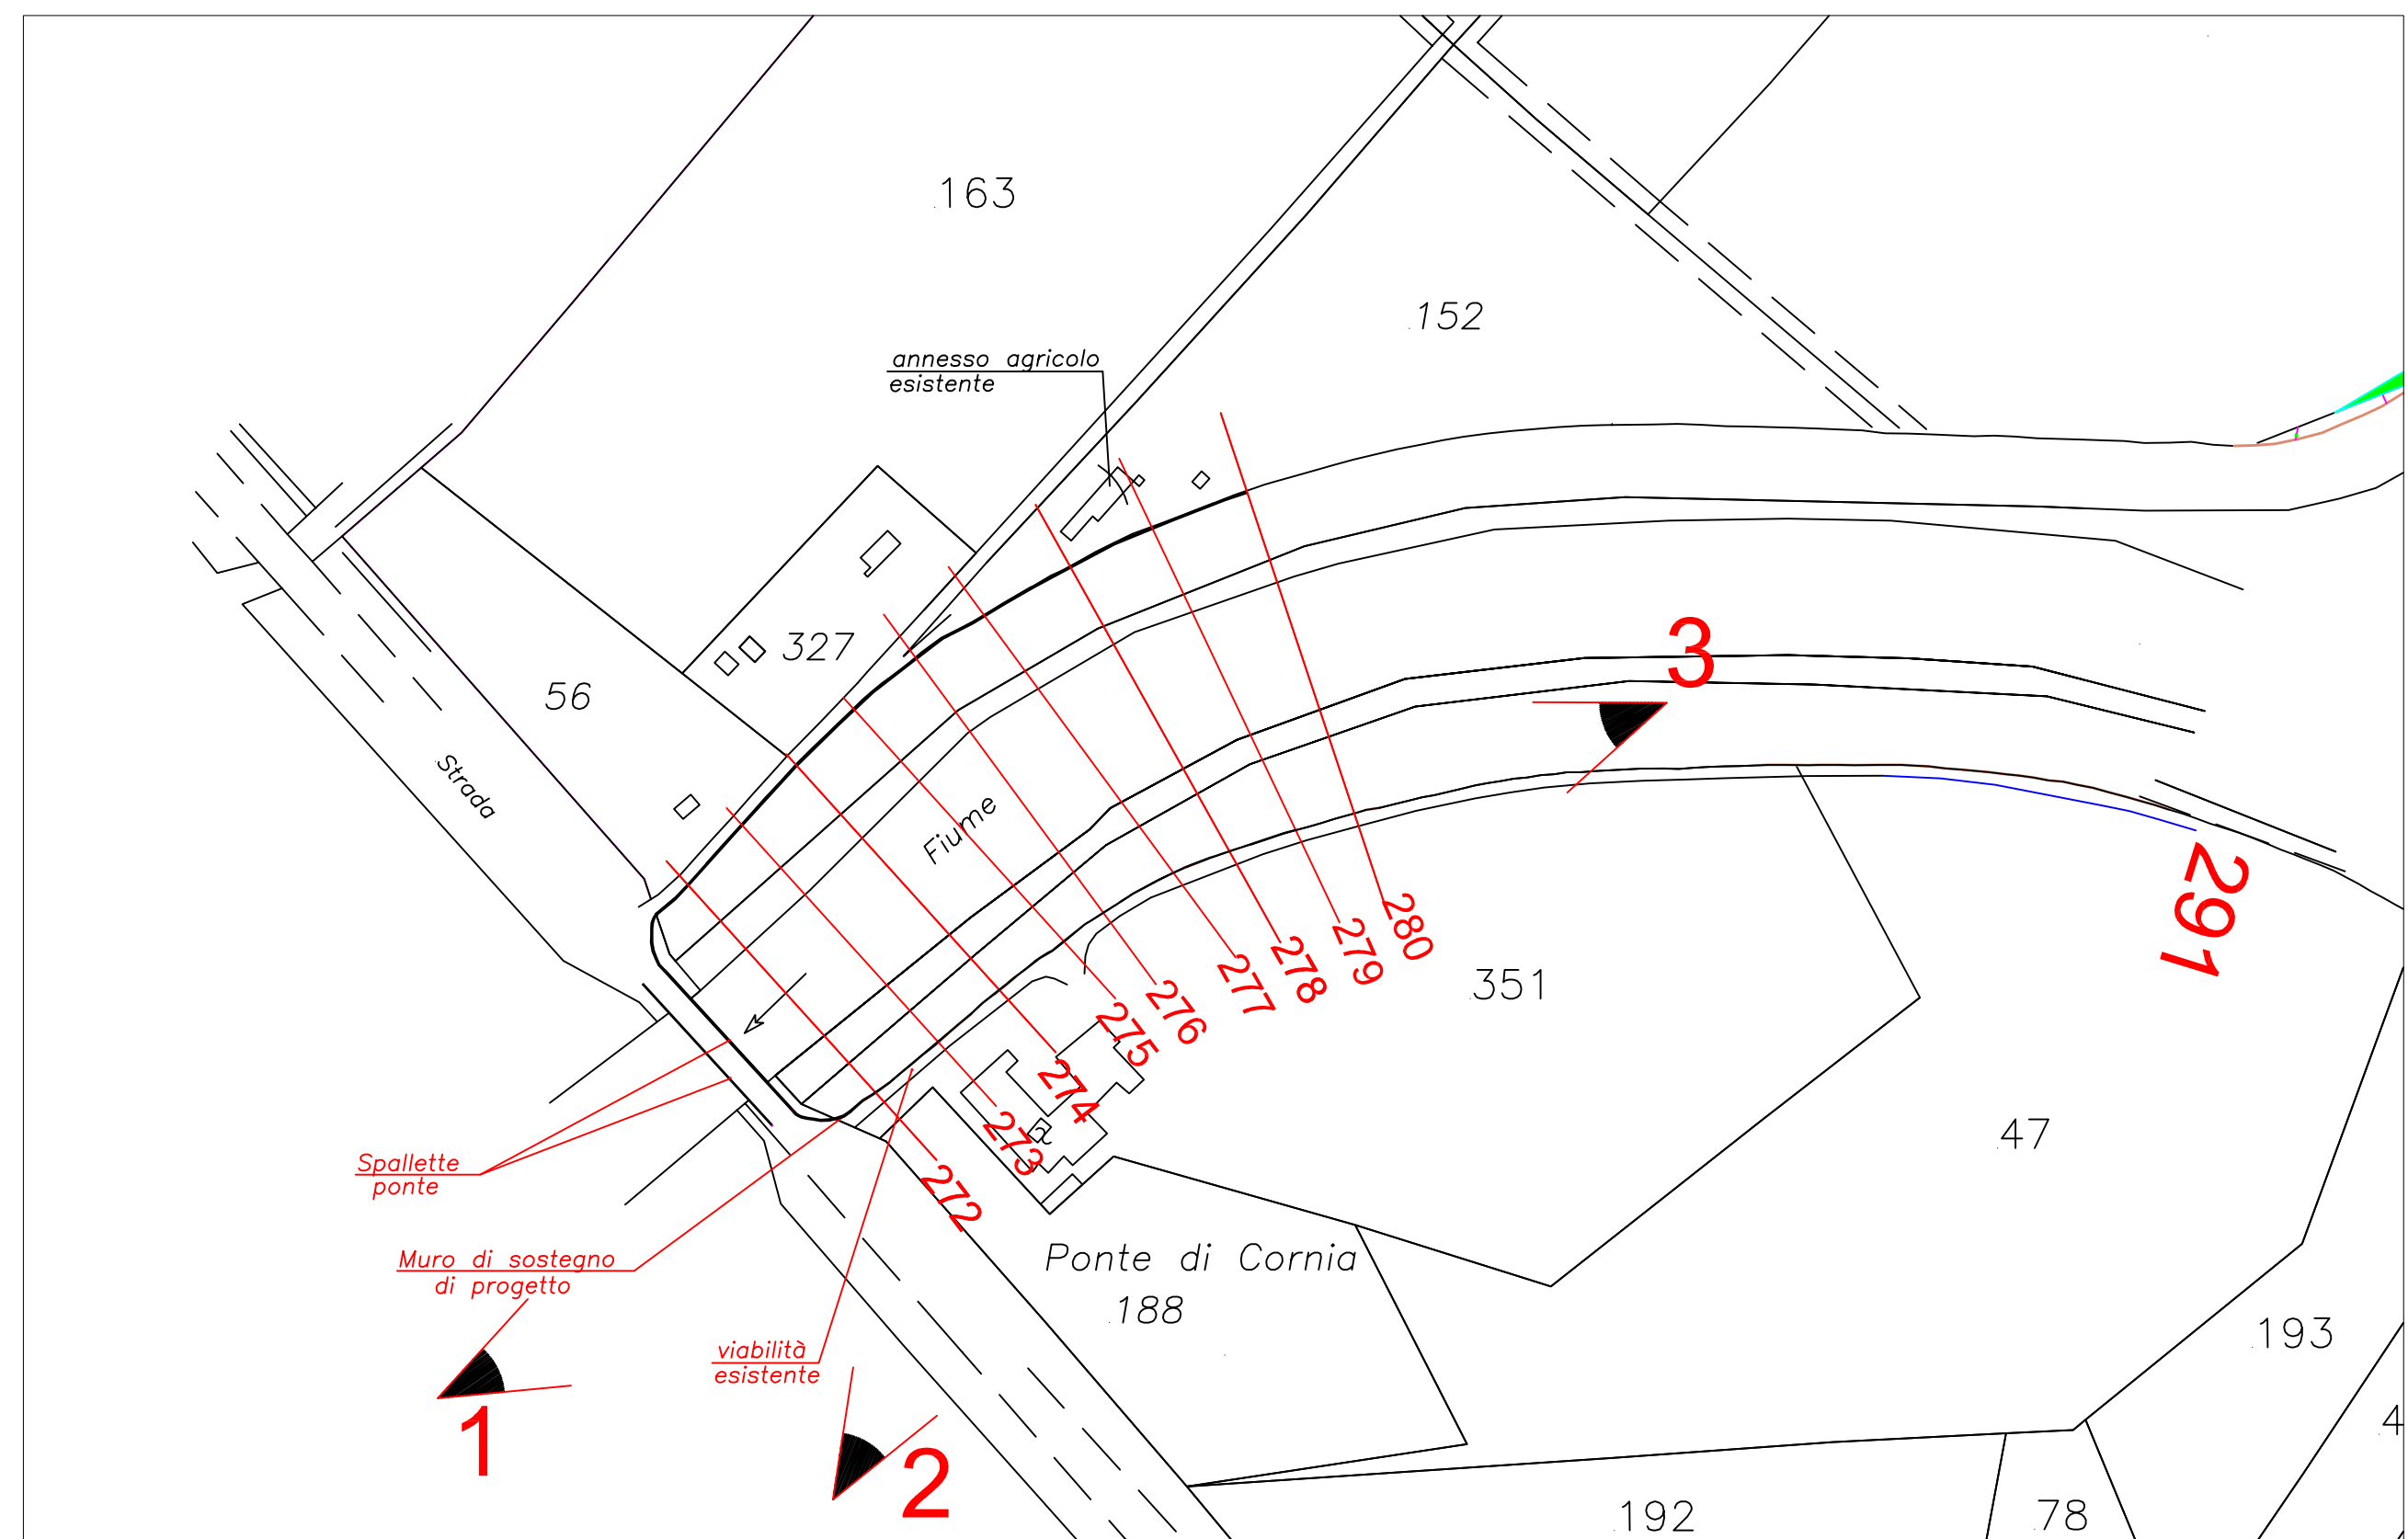 163
152
annesso agricolo
esistente
327
56
3
Strada
Fiume
291
280
279
278
277
276
275
274
273
272
a
351
47
Spallette
ponte
Muro di sostegno
di progetto
Ponte di Cornia
188
viabilità
esistente
193
1
2
4
192
78